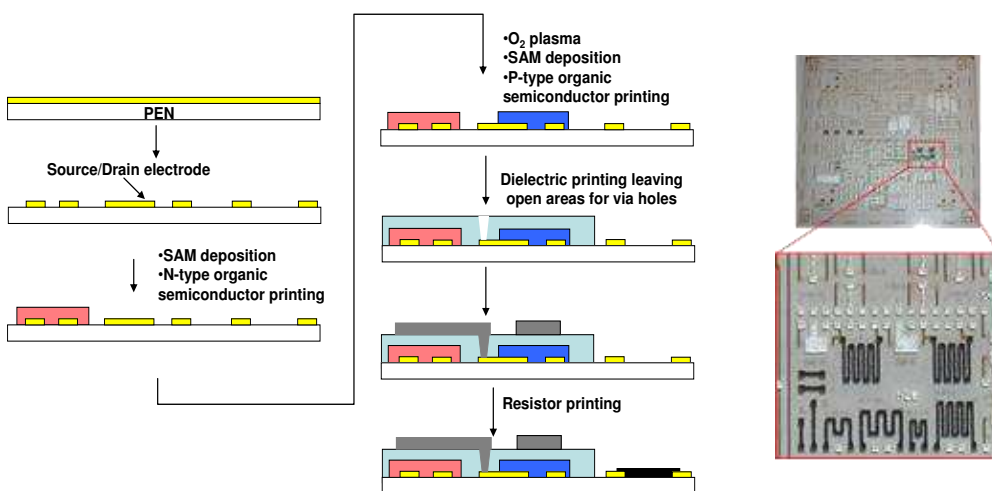 PEN
Source/Drain electrode
•SAM deposition
•N-type organic
semiconductor printing
•O₂ plasma
•SAM deposition
•P-type organic
semiconductor printing
Dielectric printing leaving
open areas for via holes
Resistor printing